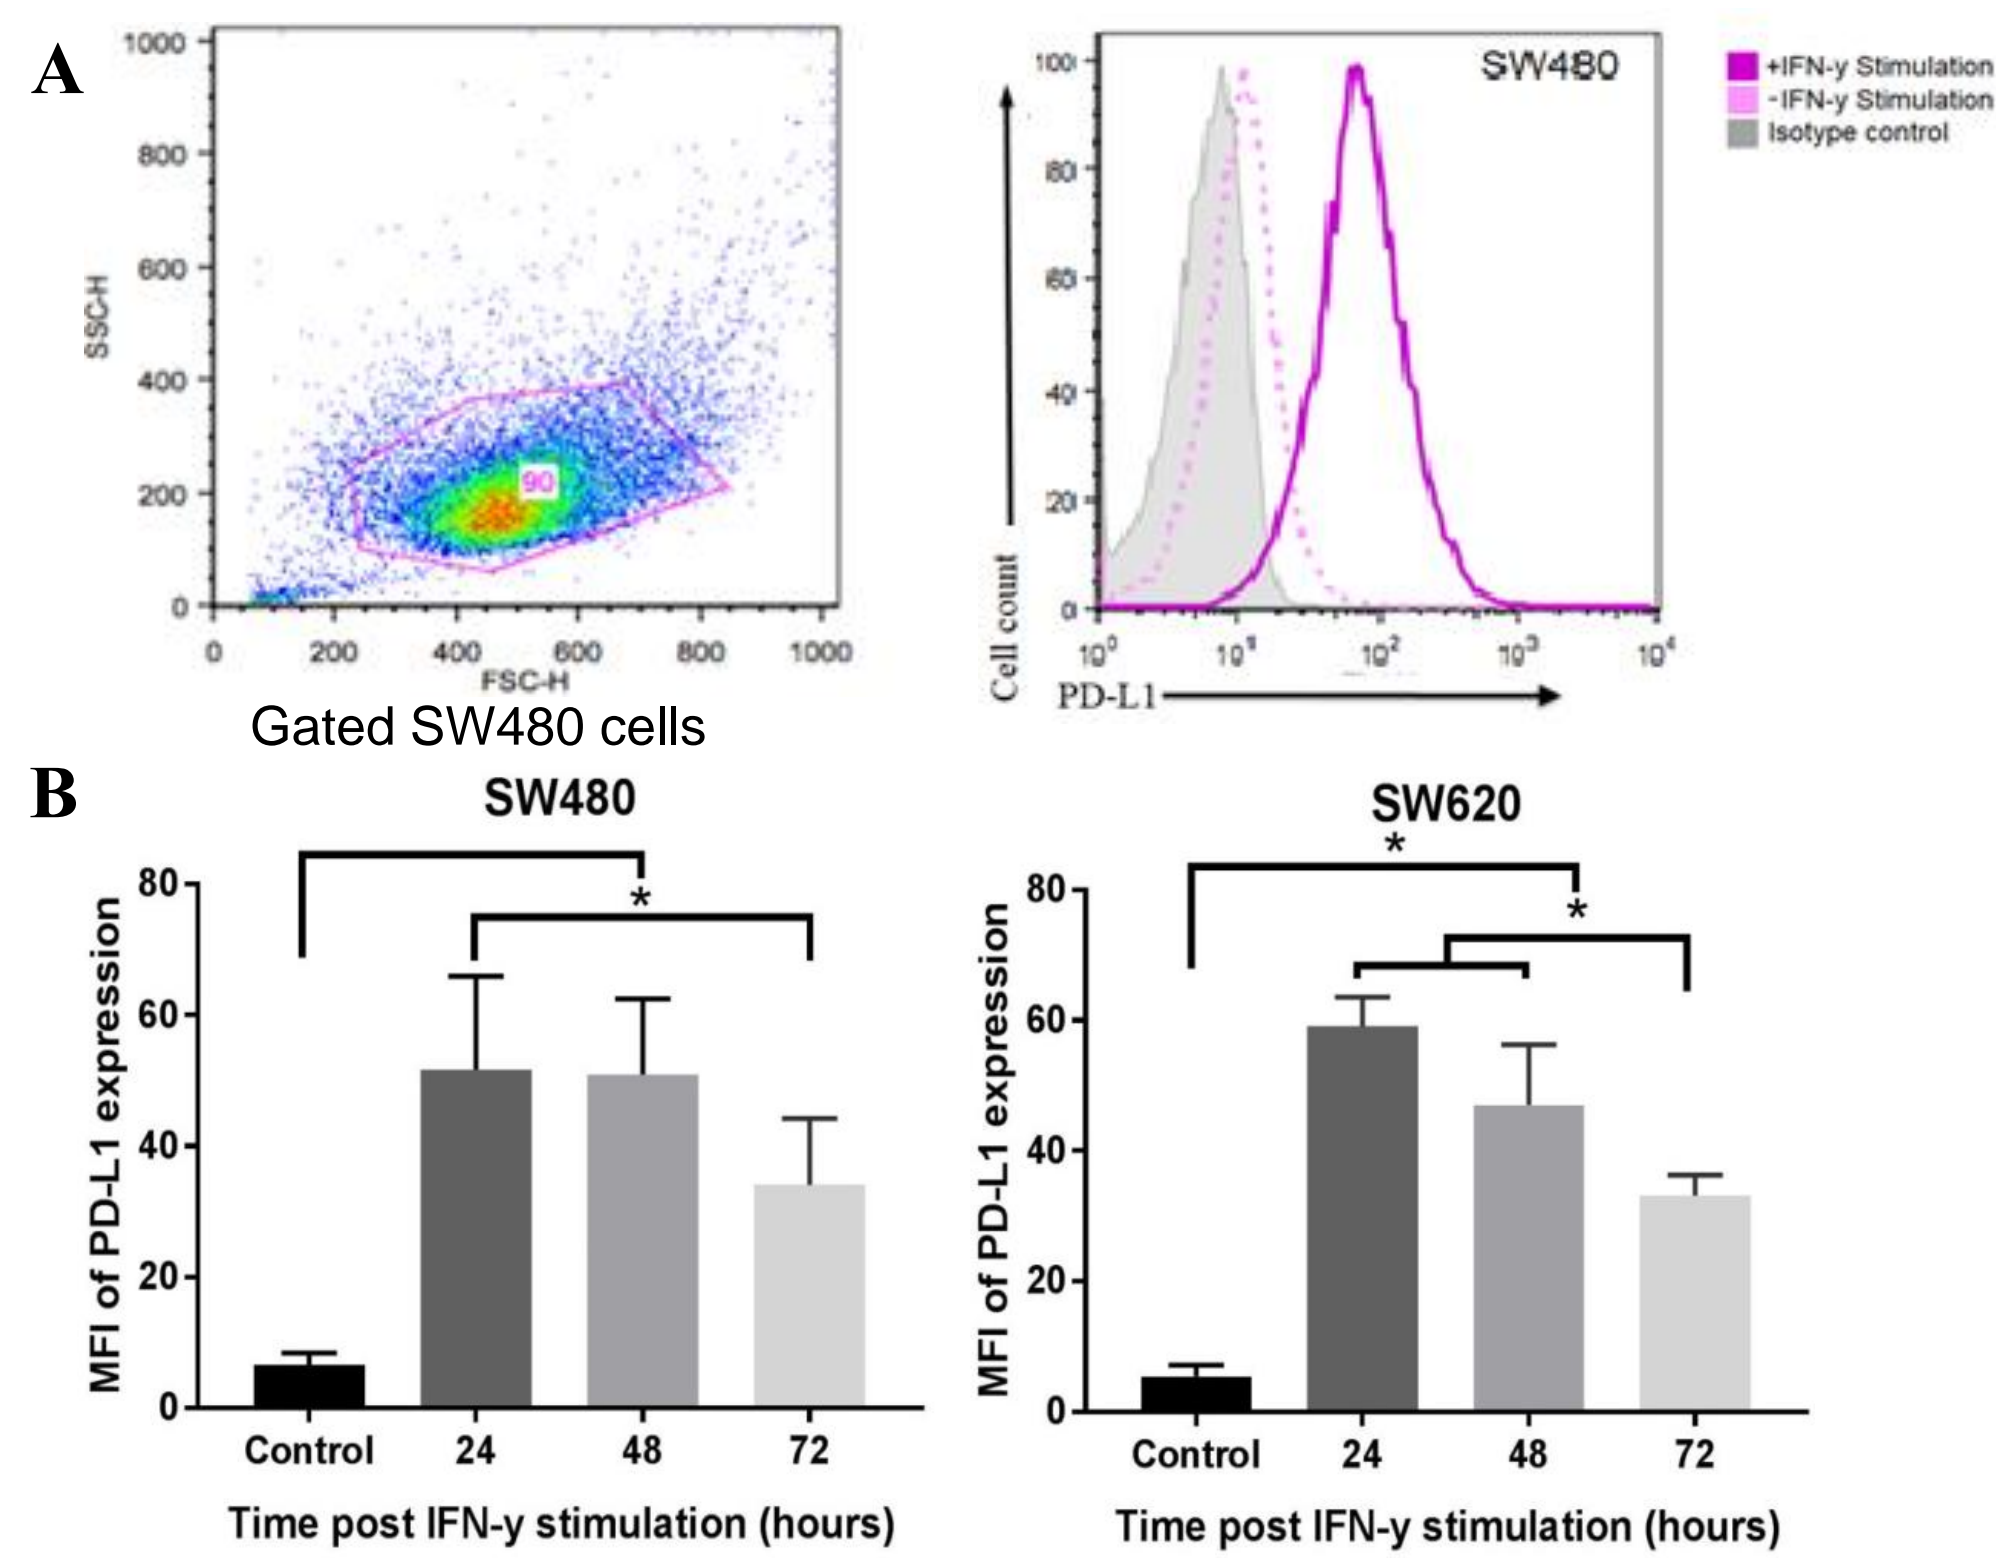 A
1000
800
600
400
200
0
SSC-H
90
0 200 400 600 800 1000
FSC-H
Gated SW480 cells
SW480
100
80
60
40
20
0
Cell count
10⁰ 10¹ 10² 10³ 10⁴
PD-L1
+IFN-y Stimulation
-IFN-y Stimulation
Isotype control
B
SW480
*
80
60
40
20
0
MFI of PD-L1 expression
Control 24 48 72
Time post IFN-y stimulation (hours)
SW620
*
*
80
60
40
20
0
MFI of PD-L1 expression
Control 24 48 72
Time post IFN-y stimulation (hours)